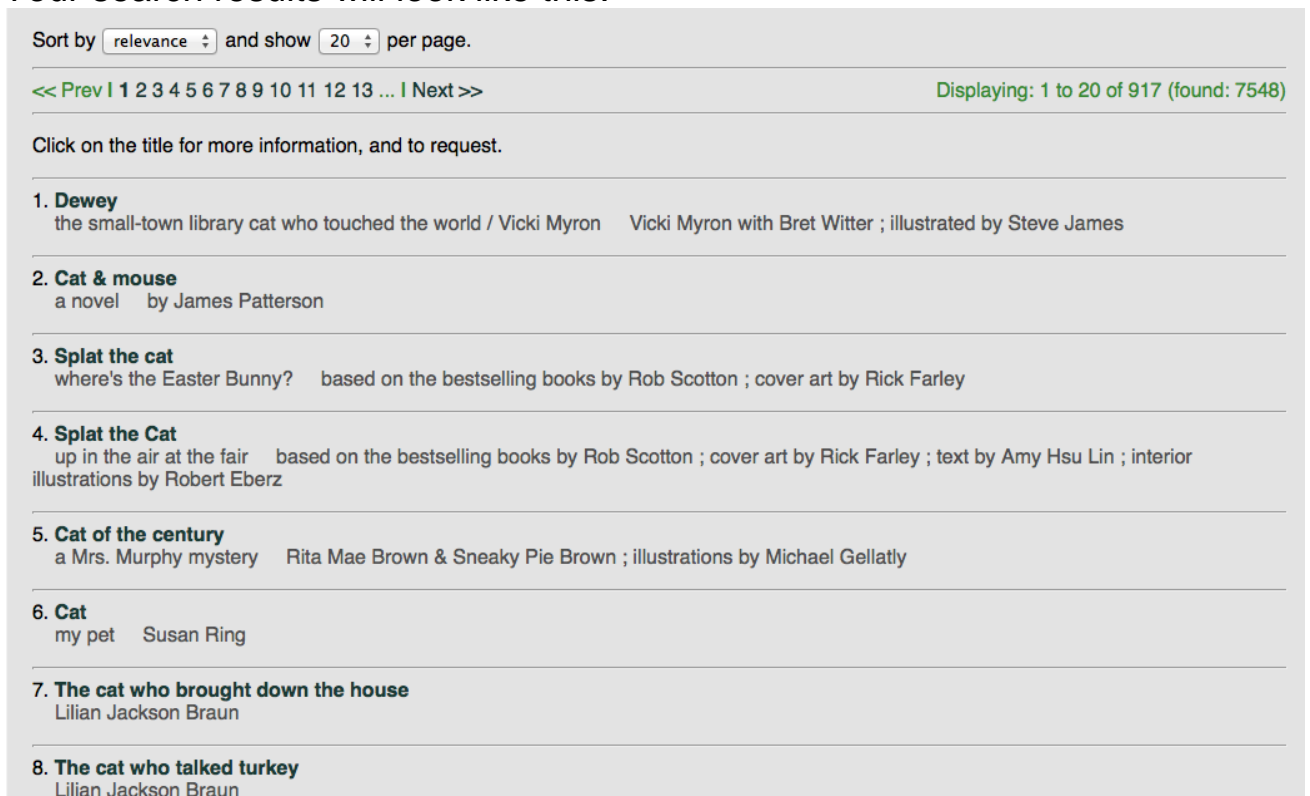 Your search results will look like this:
Sort by relevance and show 20 per page.
<< Prev I 1 2 3 4 5 6 7 8 9 10 11 12 13 ... I Next >> Displaying: 1 to 20 of 917 (found: 7548)
Click on the title for more information, and to request.
1. Dewey
the small-town library cat who touched the world / Vicki Myron Vicki Myron with Bret Witter ; illustrated by Steve James
2. Cat & mouse
a novel by James Patterson
3. Splat the cat
where's the Easter Bunny? based on the bestselling books by Rob Scotton ; cover art by Rick Farley
4. Splat the Cat
up in the air at the fair based on the bestselling books by Rob Scotton ; cover art by Rick Farley ; text by Amy Hsu Lin ; interior
illustrations by Robert Eberz
5. Cat of the century
a Mrs. Murphy mystery Rita Mae Brown & Sneaky Pie Brown ; illustrations by Michael Gellatly
6. Cat
my pet Susan Ring
7. The cat who brought down the house
Lilian Jackson Braun
8. The cat who talked turkey
Lilian Jackson Braun